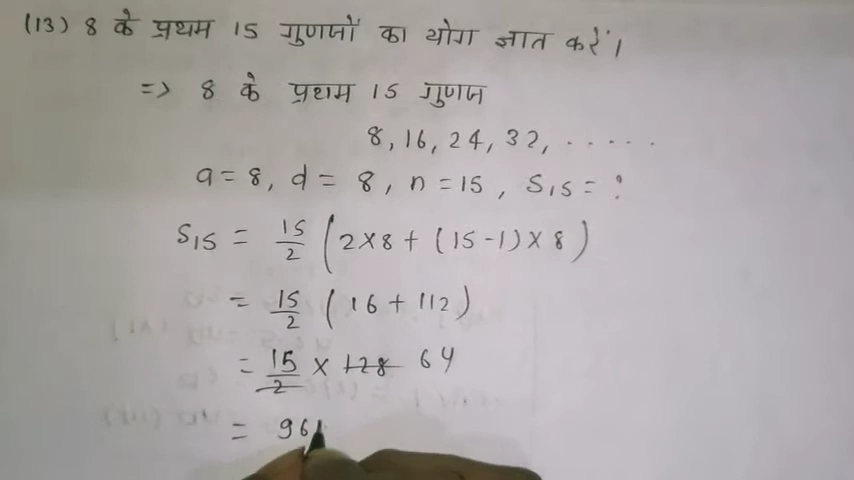 (13) 8 के प्रथम 15 गुणजों का योग ज्ञात करें।
=> 8 के प्रथम 15 गुणज
8, 16, 24, 32, . . . . .
a = 8, d = 8, n = 15, S15 = ?
S15 = 15/2 (2×8 + (15-1)×8)
= 15/2 (16 + 112)
= 15/2 × 128 64
= 96